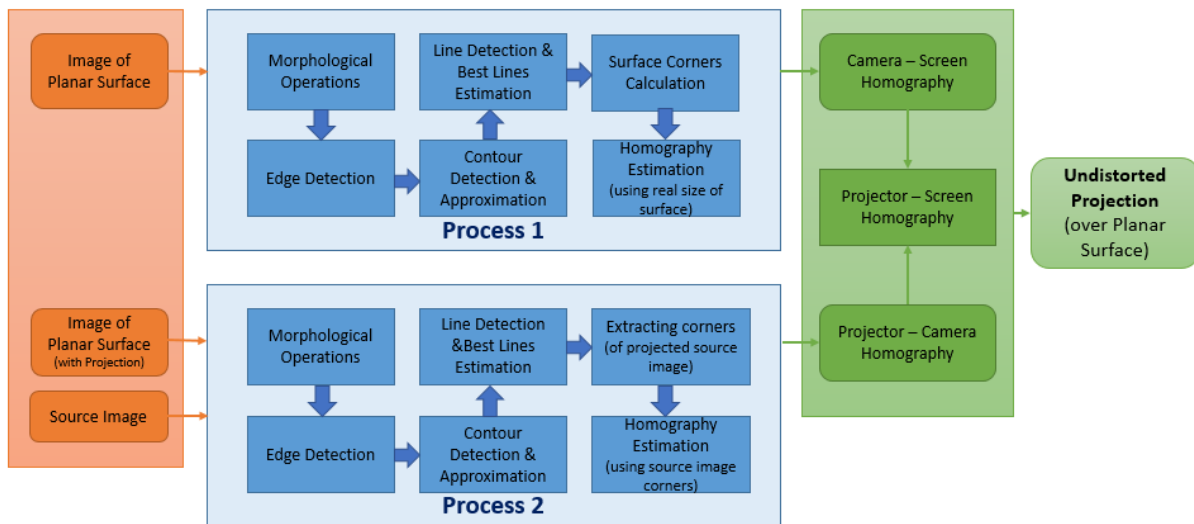 Image of
Planar Surface
Morphological
Operations
Line Detection &
Best Lines
Estimation
Surface Corners
Calculation
Edge Detection
Contour
Detection &
Approximation
Homography
Estimation
(using real size of
surface)
Process 1
Image of
Planar Surface
(with Projection)
Source Image
Morphological
Operations
Line Detection
&Best Lines
Estimation
Extracting corners
(of projected source
image)
Edge Detection
Contour
Detection &
Approximation
Homography
Estimation
(using source image
corners)
Process 2
Camera – Screen
Homography
Projector – Screen
Homography
Projector – Camera
Homography
Undistorted
Projection
(over Planar
Surface)